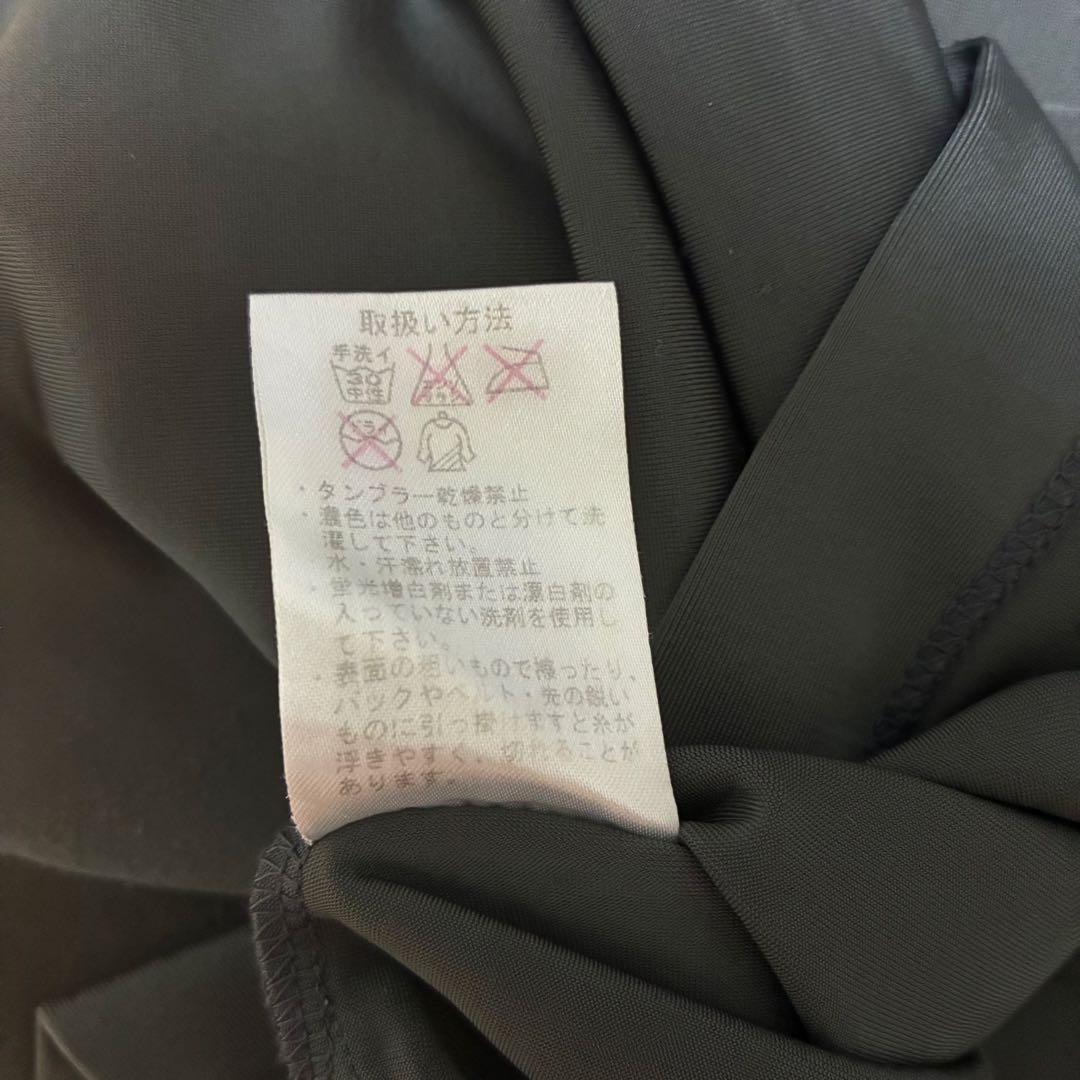 取扱い方法
手洗イ
30
中性
ドライ
・タンブラー乾燥禁止
・濃色は他のものと分けて洗
濯して下さい。
水・汗濡れ放置禁止
・蛍光増白剤または漂白剤の
入っていない洗剤を使用し
て下さい。
・表面の粗いもので擦ったり、
バックやベルト・先の鋭い
ものに引っ掛けますと糸が
浮きやすく、切れることが
あります。